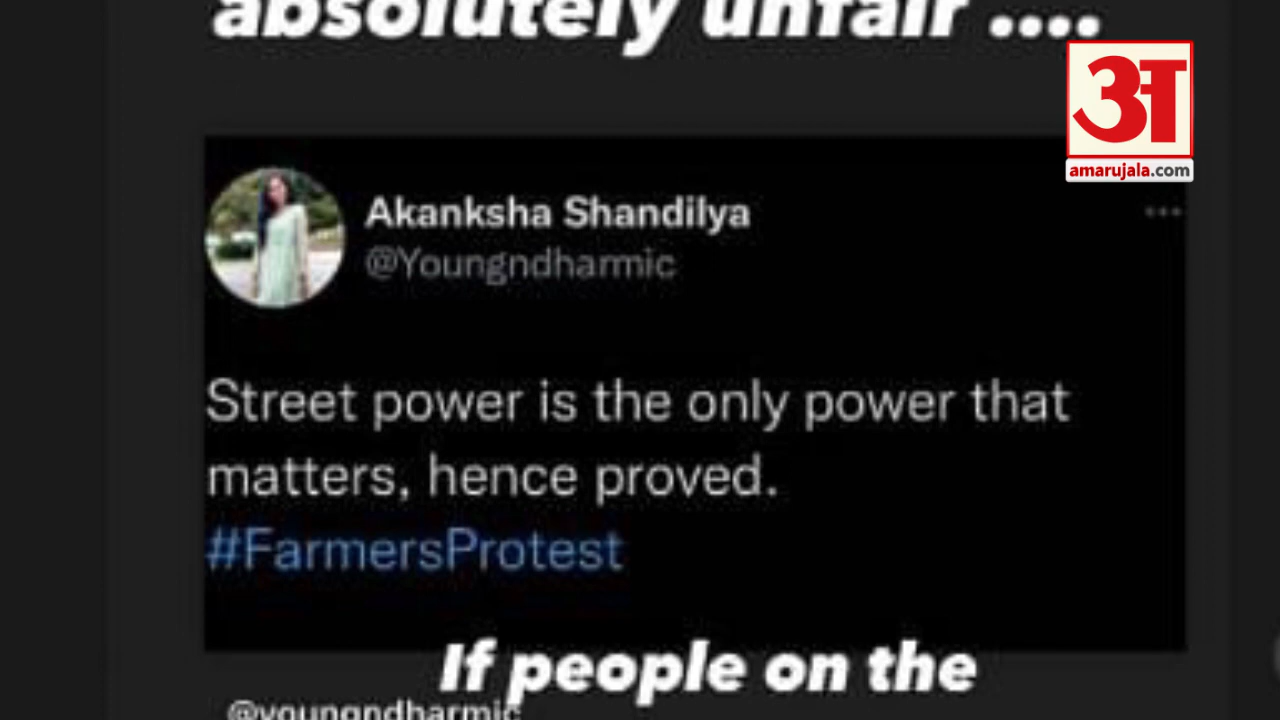 absolutely unfair ....
अ
amarujala.com
Akanksha Shandilya
@Youngndharmic
Street power is the only power that
matters, hence proved.
#FarmersProtest
If people on the
@youngndharmic